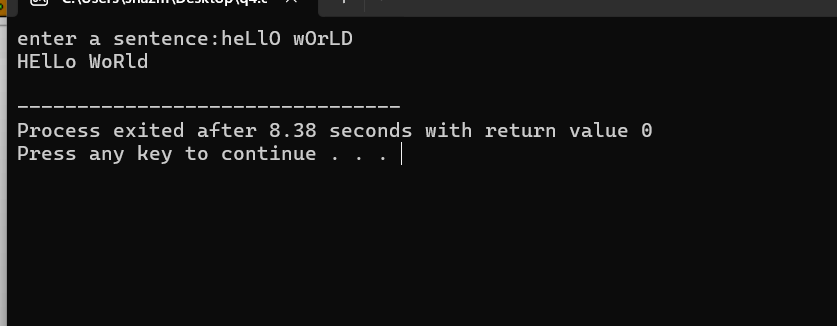 enter a sentence:heLlO wOrLD
HElLo WoRld
--------------------------------
Process exited after 8.38 seconds with return value 0
Press any key to continue . . .